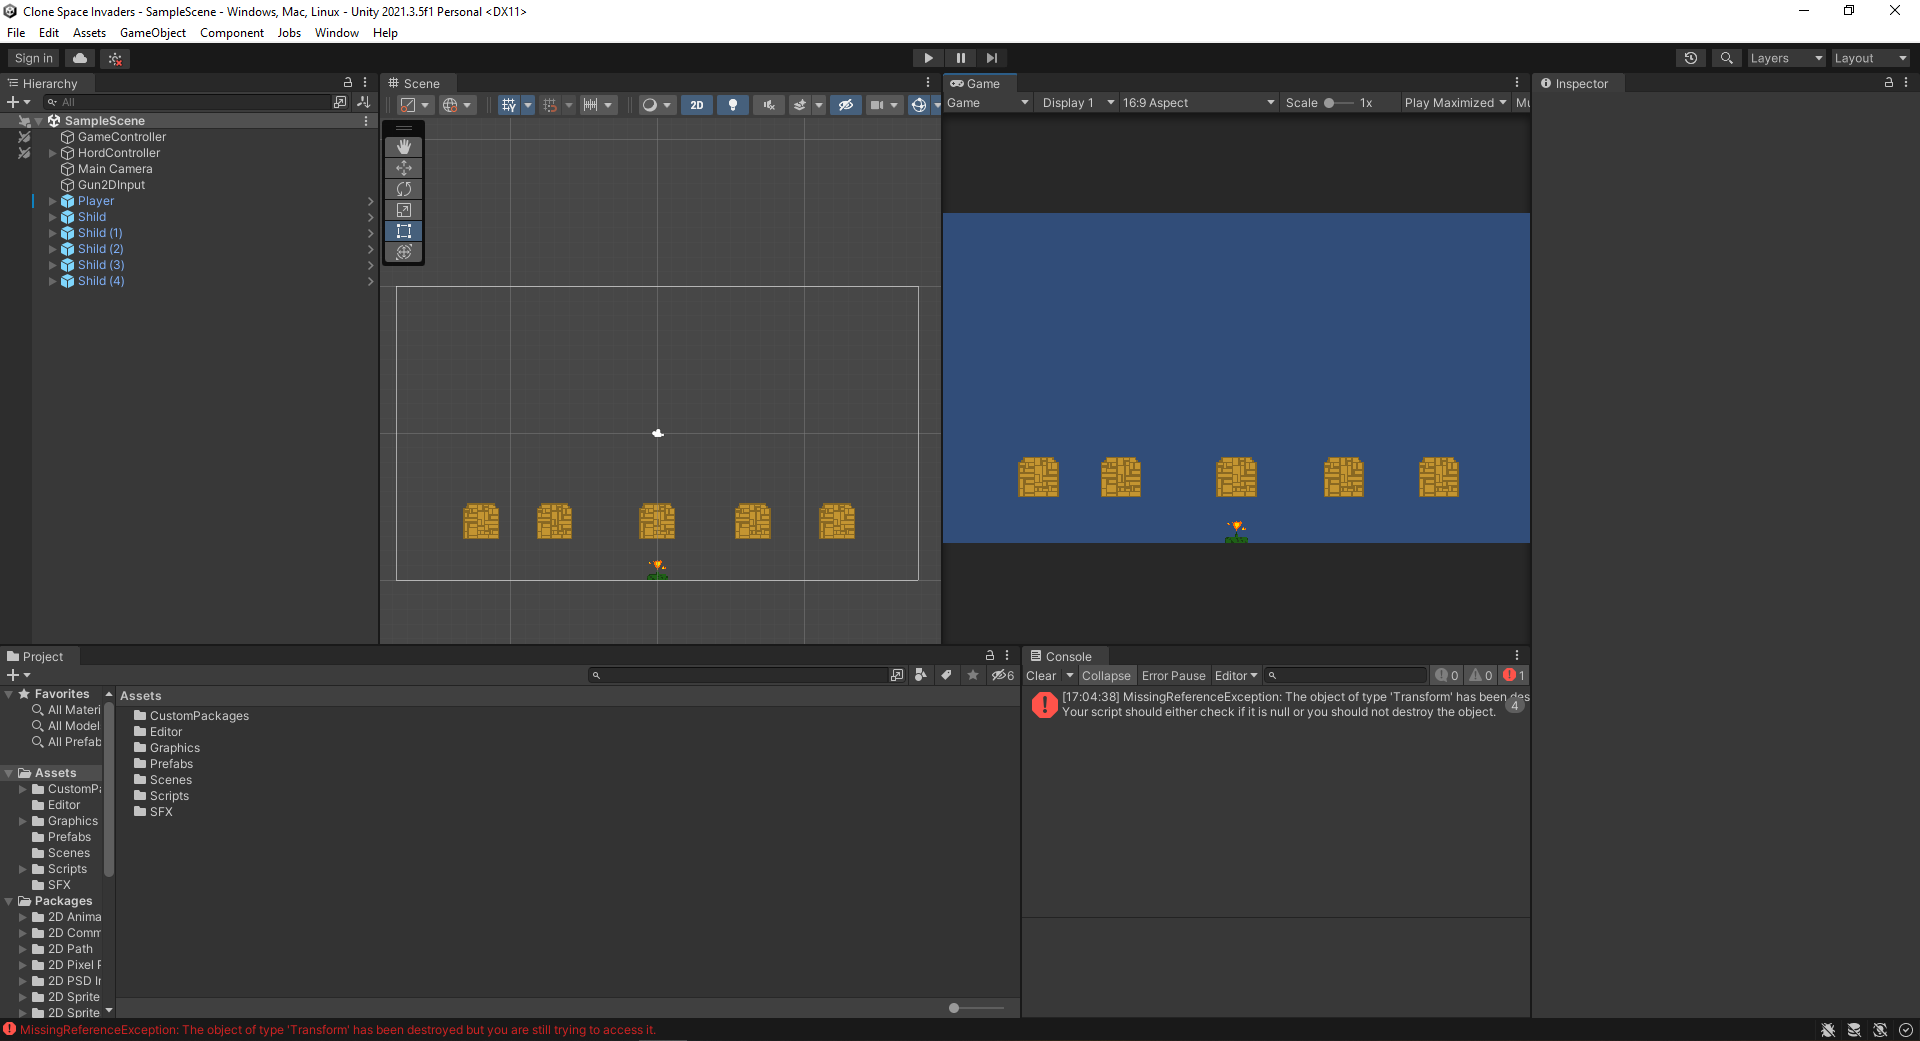 Clone Space Invaders - SampleScene - Windows, Mac, Linux - Unity 2021.3.5f1 Personal <DX11>
File Edit Assets GameObject Component Jobs Window Help
Sign in
Layers
Layout
Hierarchy
All
SampleScene
GameController
HordController
Main Camera
Gun2DInput
Player
Shild
Shild (1)
Shild (2)
Shild (3)
Shild (4)
Scene
2D
Game
Game Display 1 16:9 Aspect Scale 1x Play Maximized Mu
Inspector
Project
6
Favorites
All Materi
All Model
All Prefab
Assets
CustomPa
Editor
Graphics
Prefabs
Scenes
Scripts
SFX
Packages
2D Anima
2D Comm
2D Path
2D Pixel P
2D PSD Ir
2D Sprite
2D Sprite
Assets
CustomPackages
Editor
Graphics
Prefabs
Scenes
Scripts
SFX
Console
Clear Collapse Error Pause Editor 0 0 1
[17:04:38] MissingReferenceException: The object of type 'Transform' has been des
Your script should either check if it is null or you should not destroy the object. 4
MissingReferenceException: The object of type 'Transform' has been destroyed but you are still trying to access it.